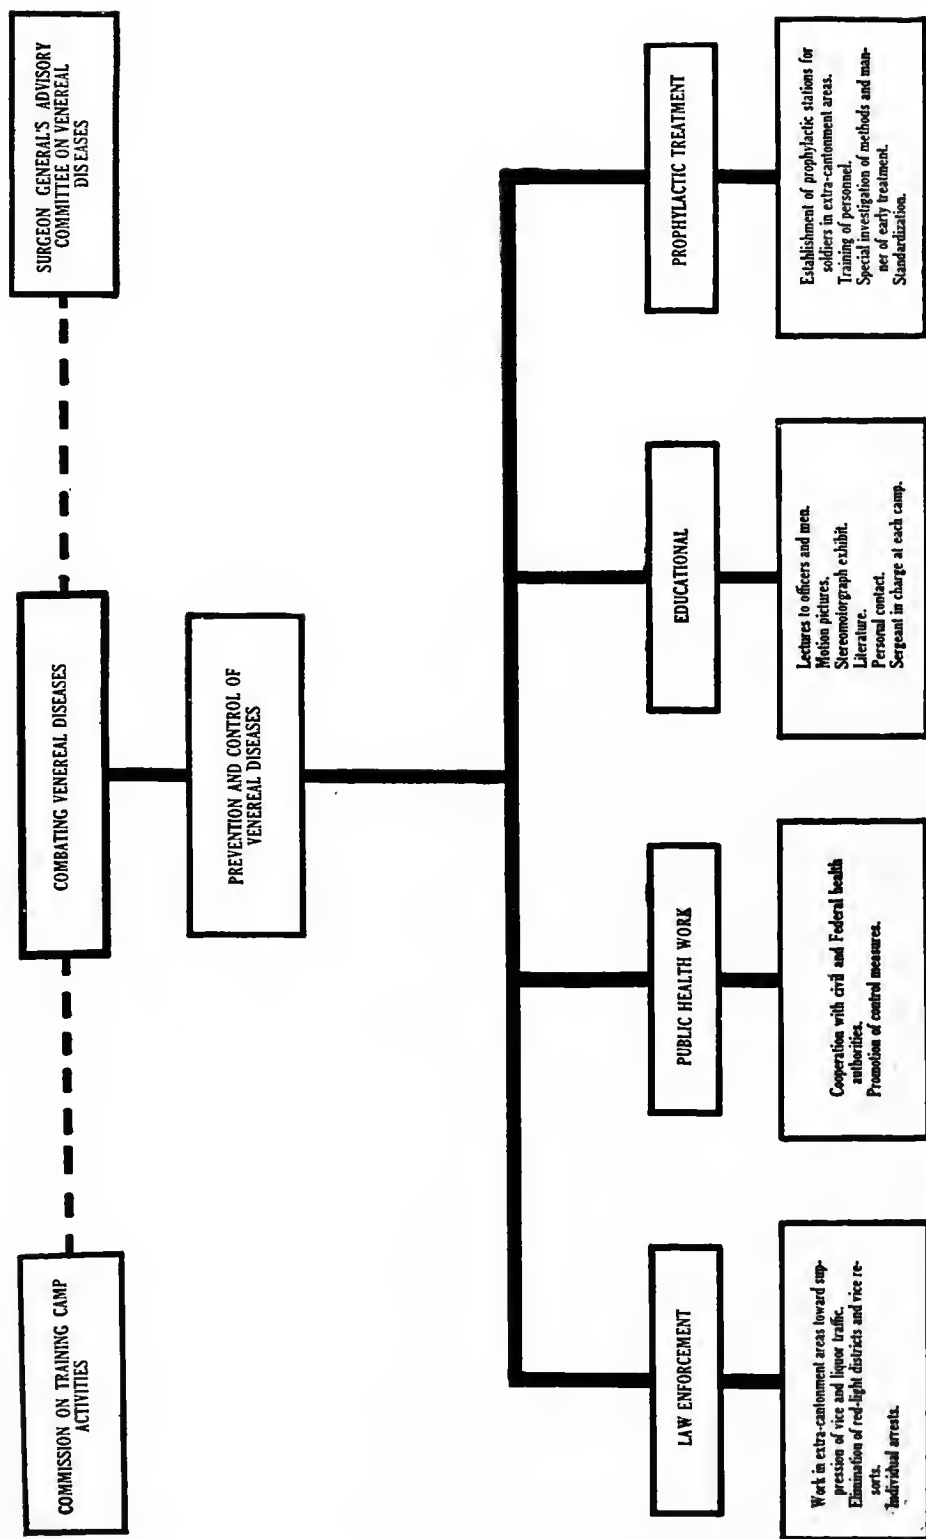 COMMISSION ON TRAINING CAMP
ACTIVITIES
COMBATING VENEREAL DISEASES
SURGEON GENERAL'S ADVISORY
COMMITTEE ON VENEREAL
DISEASES
PREVENTION AND CONTROL OF
VENEREAL DISEASES
LAW ENFORCEMENT
Work in extra-cantonment areas toward sup-
pression of vice and liquor traffic.
Elimination of red-light districts and vice re-
sorts.
Individual arrests.
PUBLIC HEALTH WORK
Cooperation with civil and Federal health
authorities.
Promotion of control measures.
EDUCATIONAL
Lectures to officers and men.
Motion pictures.
Stereomotorgraph exhibit.
Literature.
Personal contact.
Sergeant in charge at each camp.
PROPHYLACTIC TREATMENT
Establishment of prophylactic stations for
soldiers in extra-cantonment areas.
Training of personnel.
Special investigation of methods and man-
ner of early treatment.
Standardization.